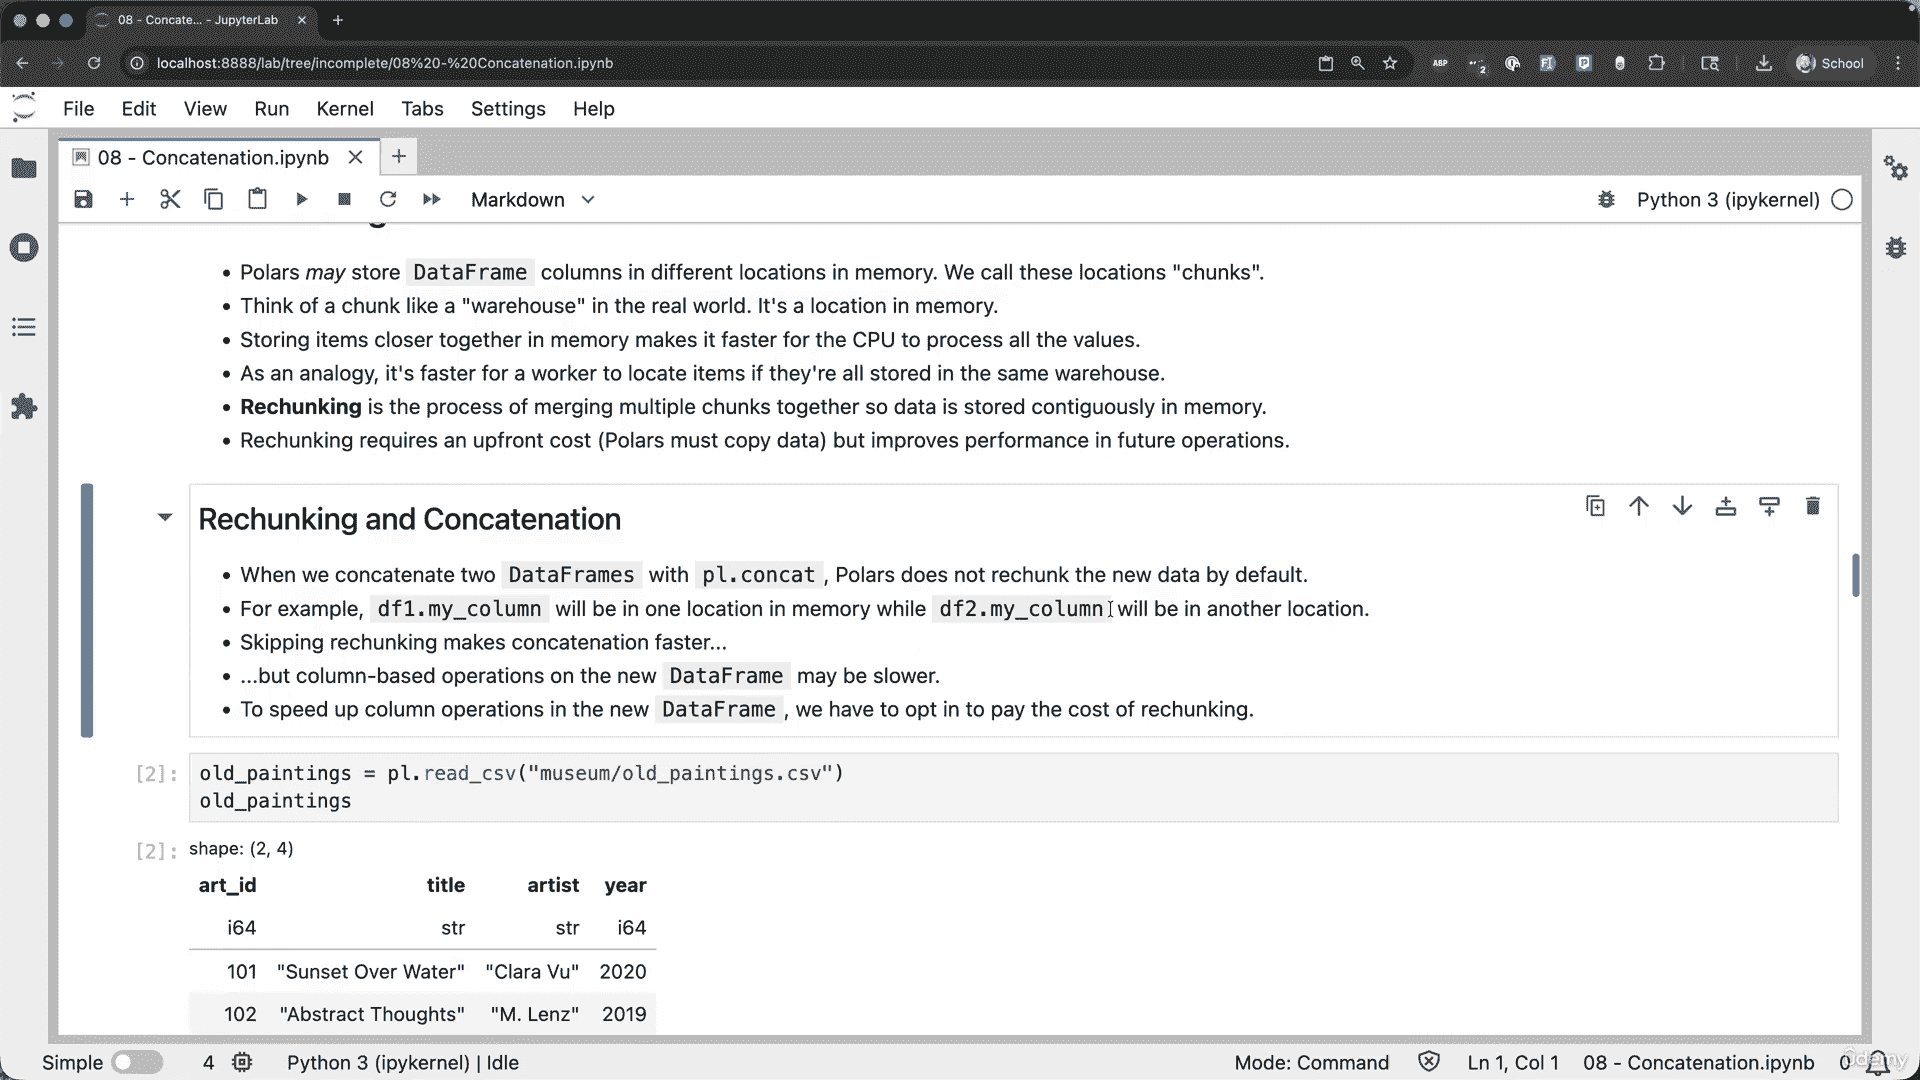 08 - Concate... - JupyterLab
localhost:8888/lab/tree/incomplete/08%20-%20Concatenation.ipynb
ABP
2
School
File Edit View Run Kernel Tabs Settings Help
08 - Concatenation.ipynb
Markdown
Python 3 (ipykernel)
Polars may store DataFrame columns in different locations in memory. We call these locations "chunks".
Think of a chunk like a "warehouse" in the real world. It's a location in memory.
Storing items closer together in memory makes it faster for the CPU to process all the values.
As an analogy, it's faster for a worker to locate items if they're all stored in the same warehouse.
Rechunking is the process of merging multiple chunks together so data is stored contiguously in memory.
Rechunking requires an upfront cost (Polars must copy data) but improves performance in future operations.
Rechunking and Concatenation
When we concatenate two DataFrames with pl.concat, Polars does not rechunk the new data by default.
For example, df1.my_column will be in one location in memory while df2.my_column will be in another location.
Skipping rechunking makes concatenation faster...
...but column-based operations on the new DataFrame may be slower.
To speed up column operations in the new DataFrame, we have to opt in to pay the cost of rechunking.
[2]: old_paintings = pl.read_csv("museum/old_paintings.csv")
old_paintings
[2]: shape: (2, 4)
art_id title artist year
i64 str str i64
101 "Sunset Over Water" "Clara Vu" 2020
102 "Abstract Thoughts" "M. Lenz" 2019
Simple 4 Python 3 (ipykernel) | Idle Mode: Command Ln 1, Col 1 08 - Concatenation.ipynb 0
Udemy